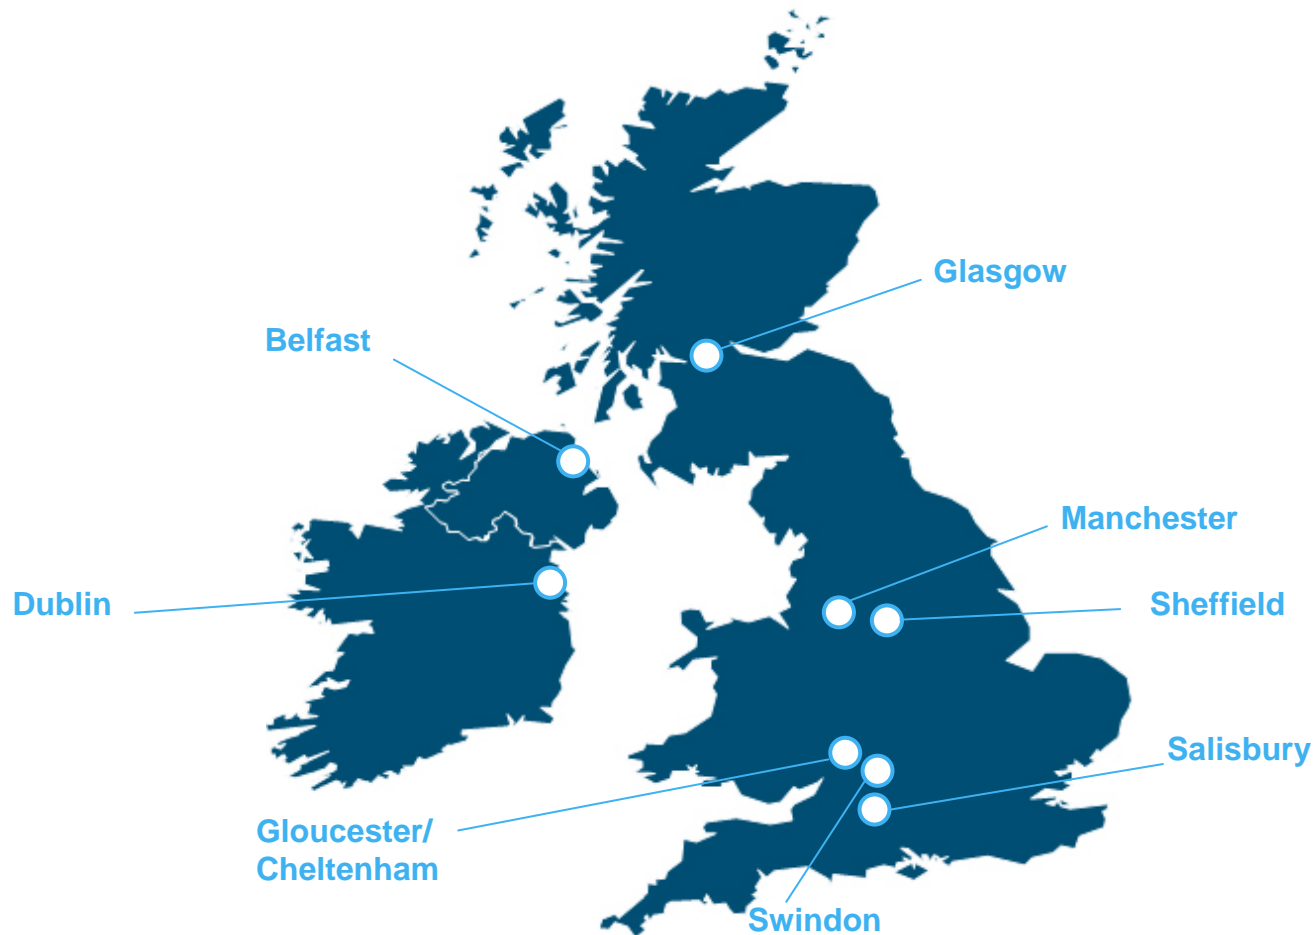 Glasgow
Belfast
Manchester
Dublin
Sheffield
Salisbury
Gloucester/
Cheltenham
Swindon